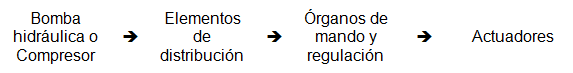 Bomba
hidráulica o
Compresor
➔
Elementos
de
distribución
➔
Órganos de
mando y
regulación
➔
Actuadores